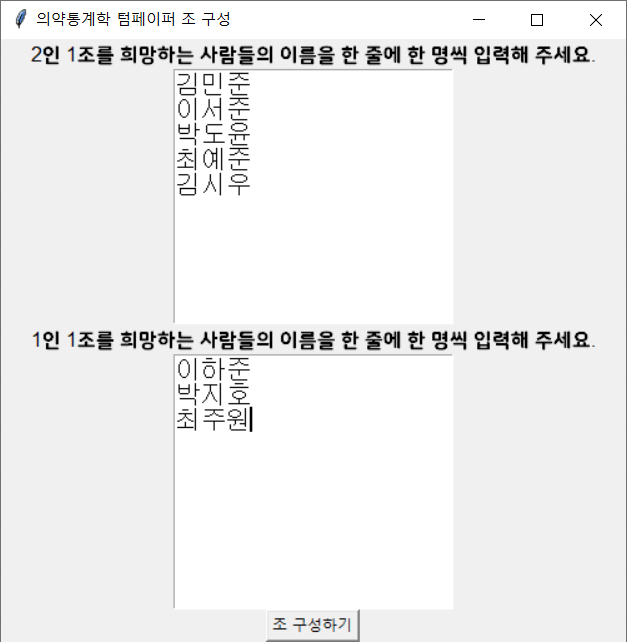 의약통계학 텀페이퍼 조 구성
2인 1조를 희망하는 사람들의 이름을 한 줄에 한 명씩 입력해 주세요.
김민준
이서준
박도윤
최예준
김시우
1인 1조를 희망하는 사람들의 이름을 한 줄에 한 명씩 입력해 주세요.
이하준
박지호
최주원
조 구성하기